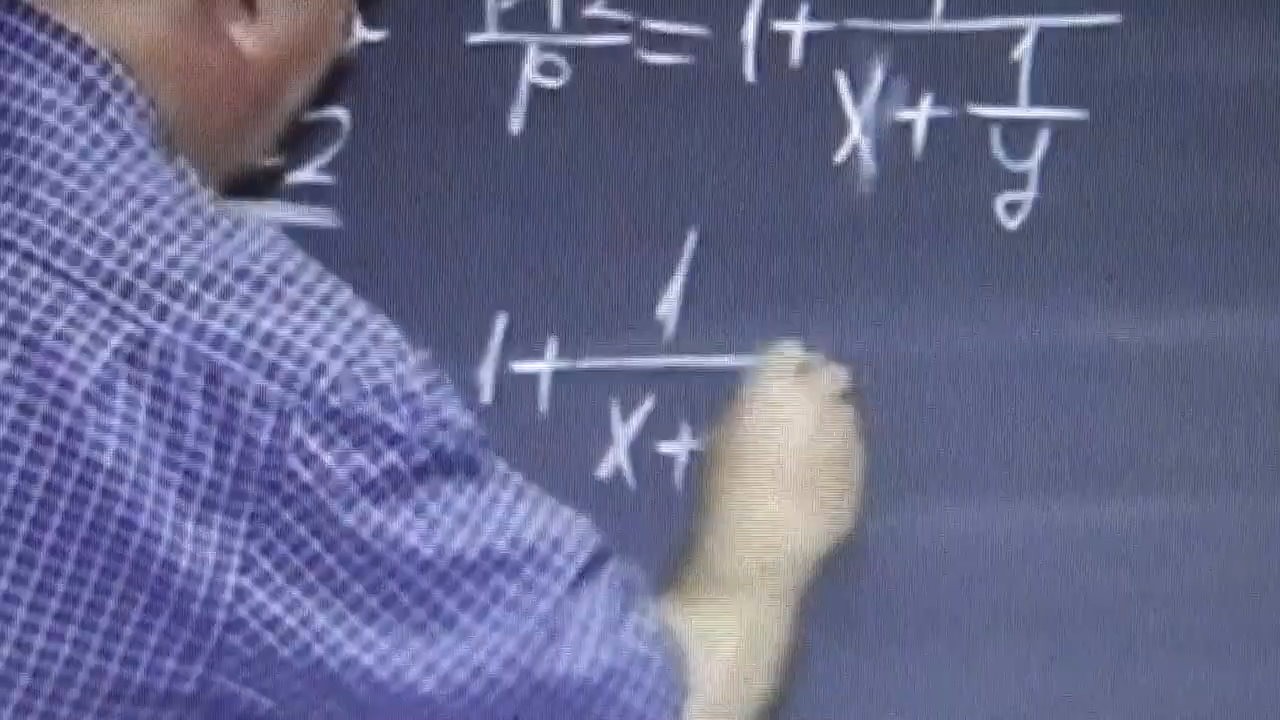 2
p = 1 + 1
x + 1
y
1
1 +
x +